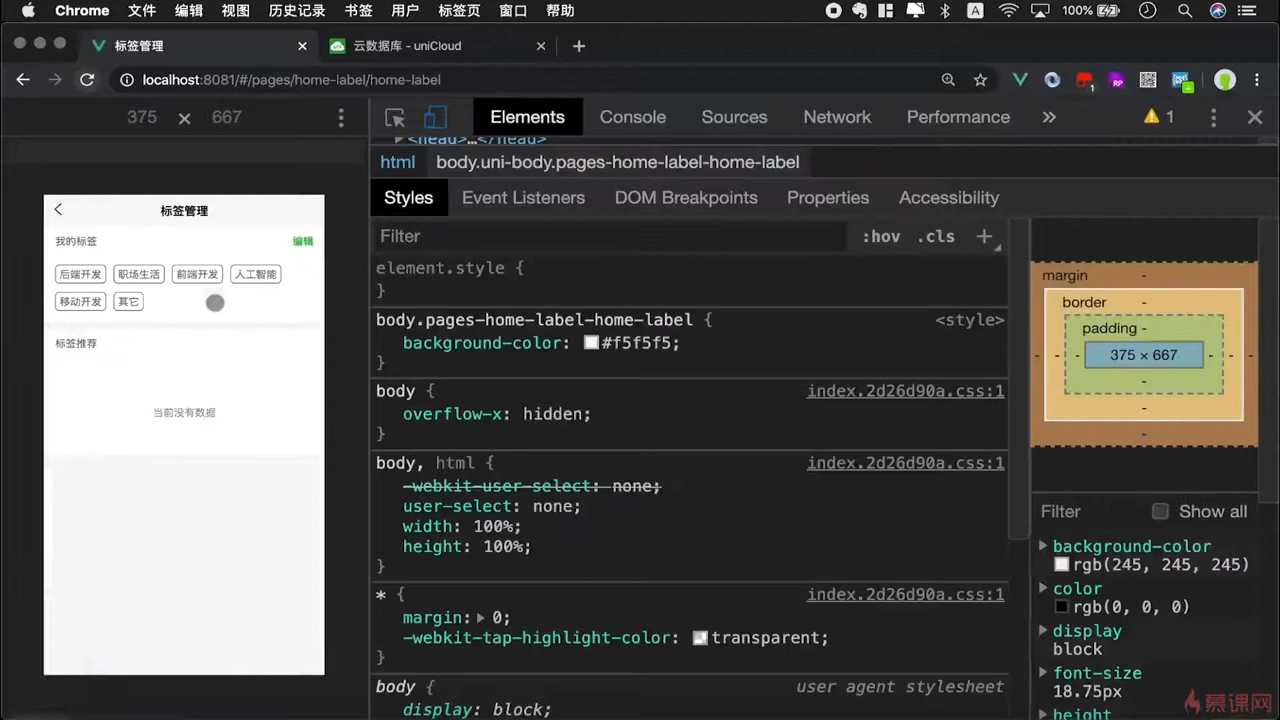 Chrome 文件 编辑 视图 历史记录 书签 用户 标签页 窗口 帮助 A 100%
标签管理 云数据库 - uniCloud
localhost:8081/#/pages/home-label/home-label
375 667
Elements Console Sources Network Performance 1
<head>…</head>
html body.uni-body.pages-home-label-home-label
Styles Event Listeners DOM Breakpoints Properties Accessibility
Filter :hov .cls +
标签管理
我的标签 编辑
后端开发 职场生活 前端开发 人工智能
移动开发 其它
标签推荐
当前没有数据
element.style {
}
body.pages-home-label-home-label { <style>
background-color: #f5f5f5;
}
body { index.2d26d90a.css:1
overflow-x: hidden;
}
body, html { index.2d26d90a.css:1
-webkit-user-select: none;
user-select: none;
width: 100%;
height: 100%;
}
* { index.2d26d90a.css:1
margin: 0;
-webkit-tap-highlight-color: transparent;
}
body { user agent stylesheet
display: block;
margin -
border -
padding -
- - - 375 × 667 - - -
-
-
-
Filter Show all
background-color
rgb(245, 245, 245)
color
rgb(0, 0, 0)
display
block
font-size
18.75px
height
慕课网